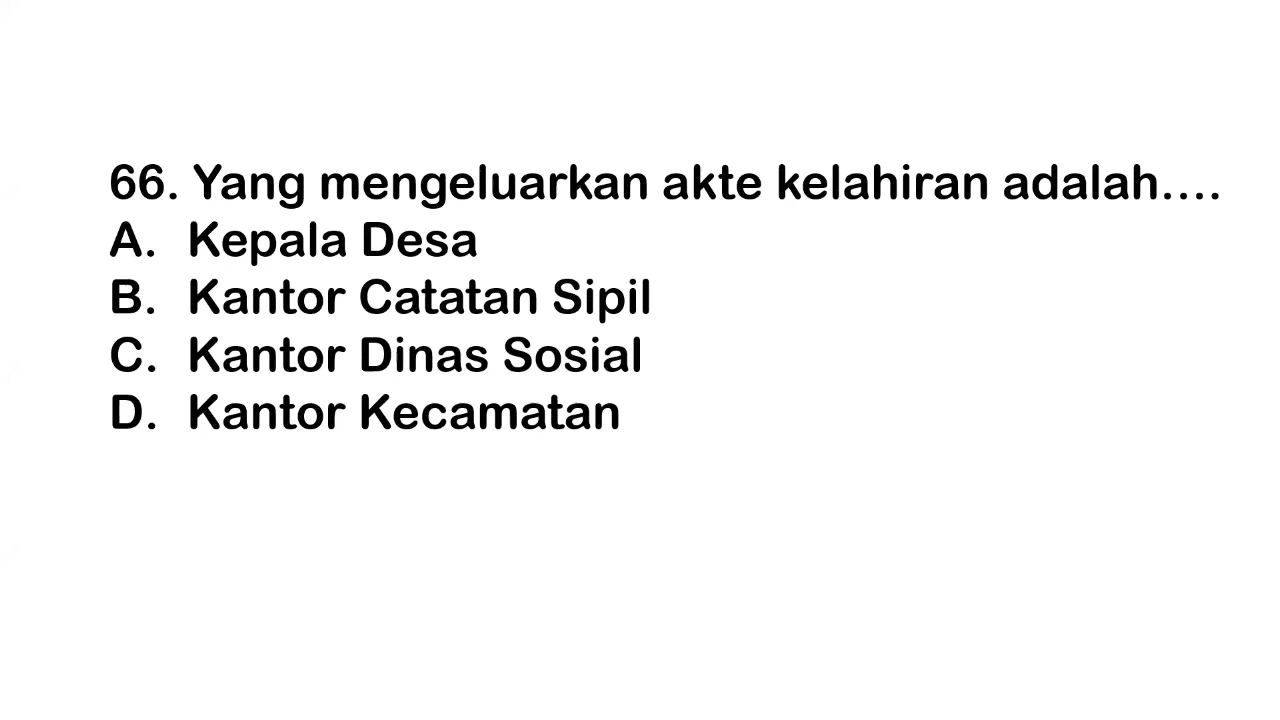 66. Yang mengeluarkan akte kelahiran adalah....
A. Kepala Desa
B. Kantor Catatan Sipil
C. Kantor Dinas Sosial
D. Kantor Kecamatan